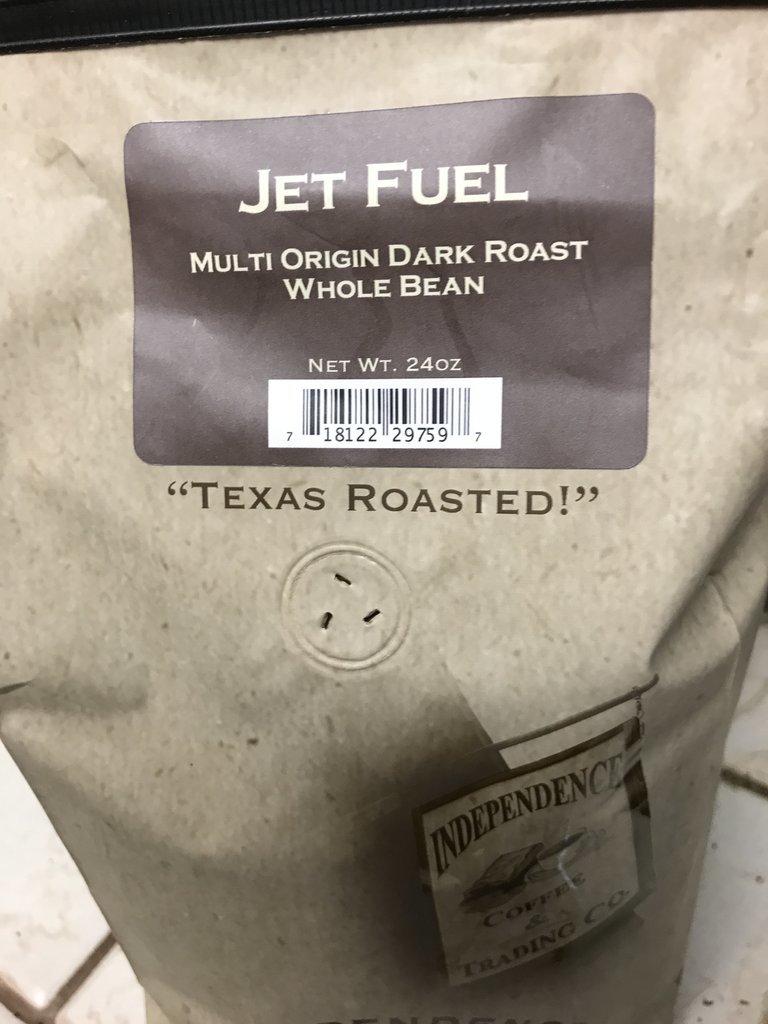 JET FUEL
MULTI ORIGIN DARK ROAST
WHOLE BEAN
NET WT. 24OZ
7 18122 29759 7
“TEXAS ROASTED!”
INDEPENDENCE
COFFEE
&
TRADING CO.